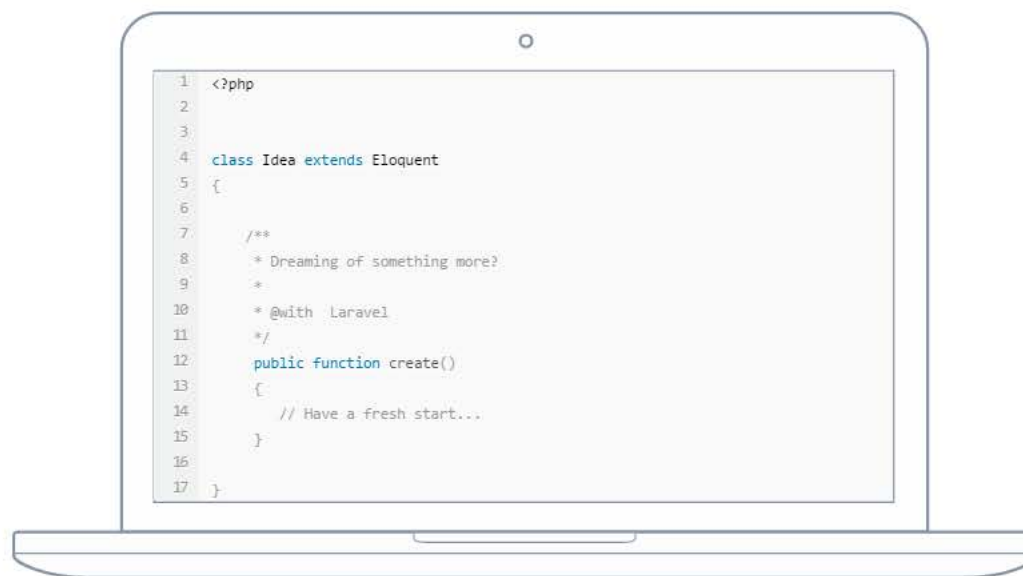 1 <?php
2
3
4 class Idea extends Eloquent
5 {
6
7 /**
8 * Dreaming of something more?
9 *
10 * @with  Laravel
11 */
12 public function create()
13 {
14 // Have a fresh start...
15 }
16
17 }